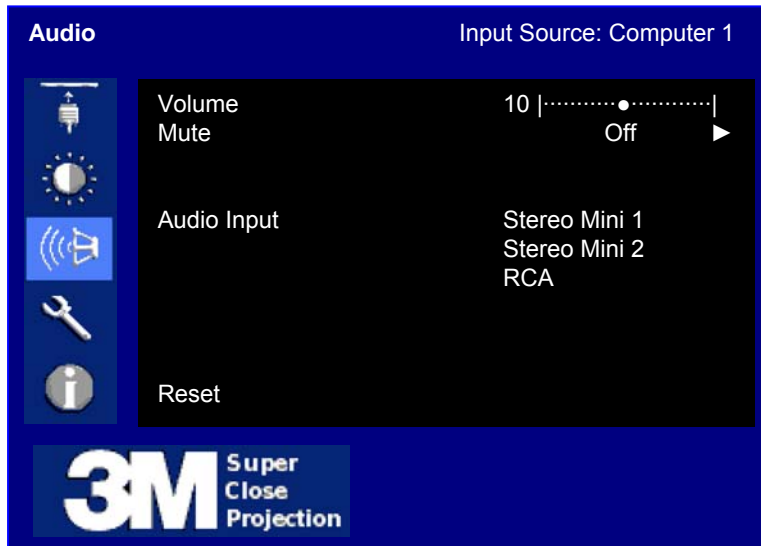 Audio Input Source: Computer 1
Volume 10 |···········●············|
Mute Off ►
Audio Input Stereo Mini 1
Stereo Mini 2
RCA
Reset
3M Super
Close
Projection